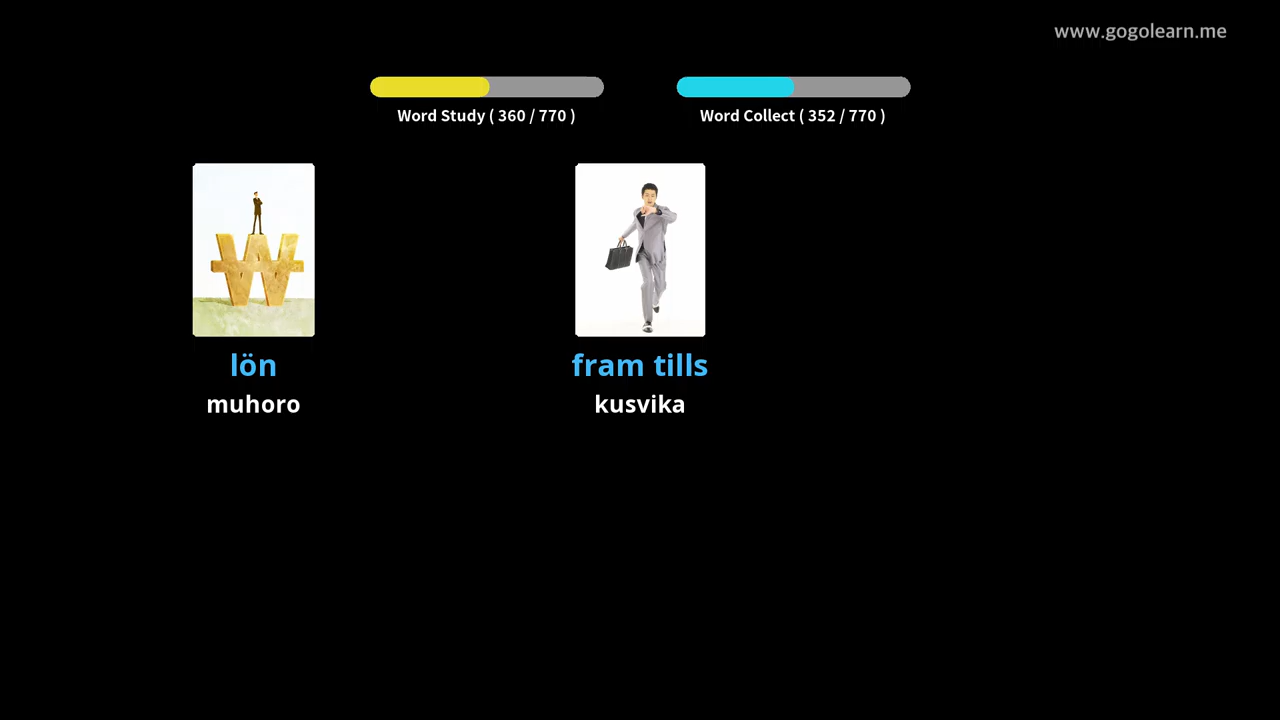 www.gogolearn.me
Word Study ( 360 / 770 )
Word Collect ( 352 / 770 )
lön
fram tills
muhoro
kusvika